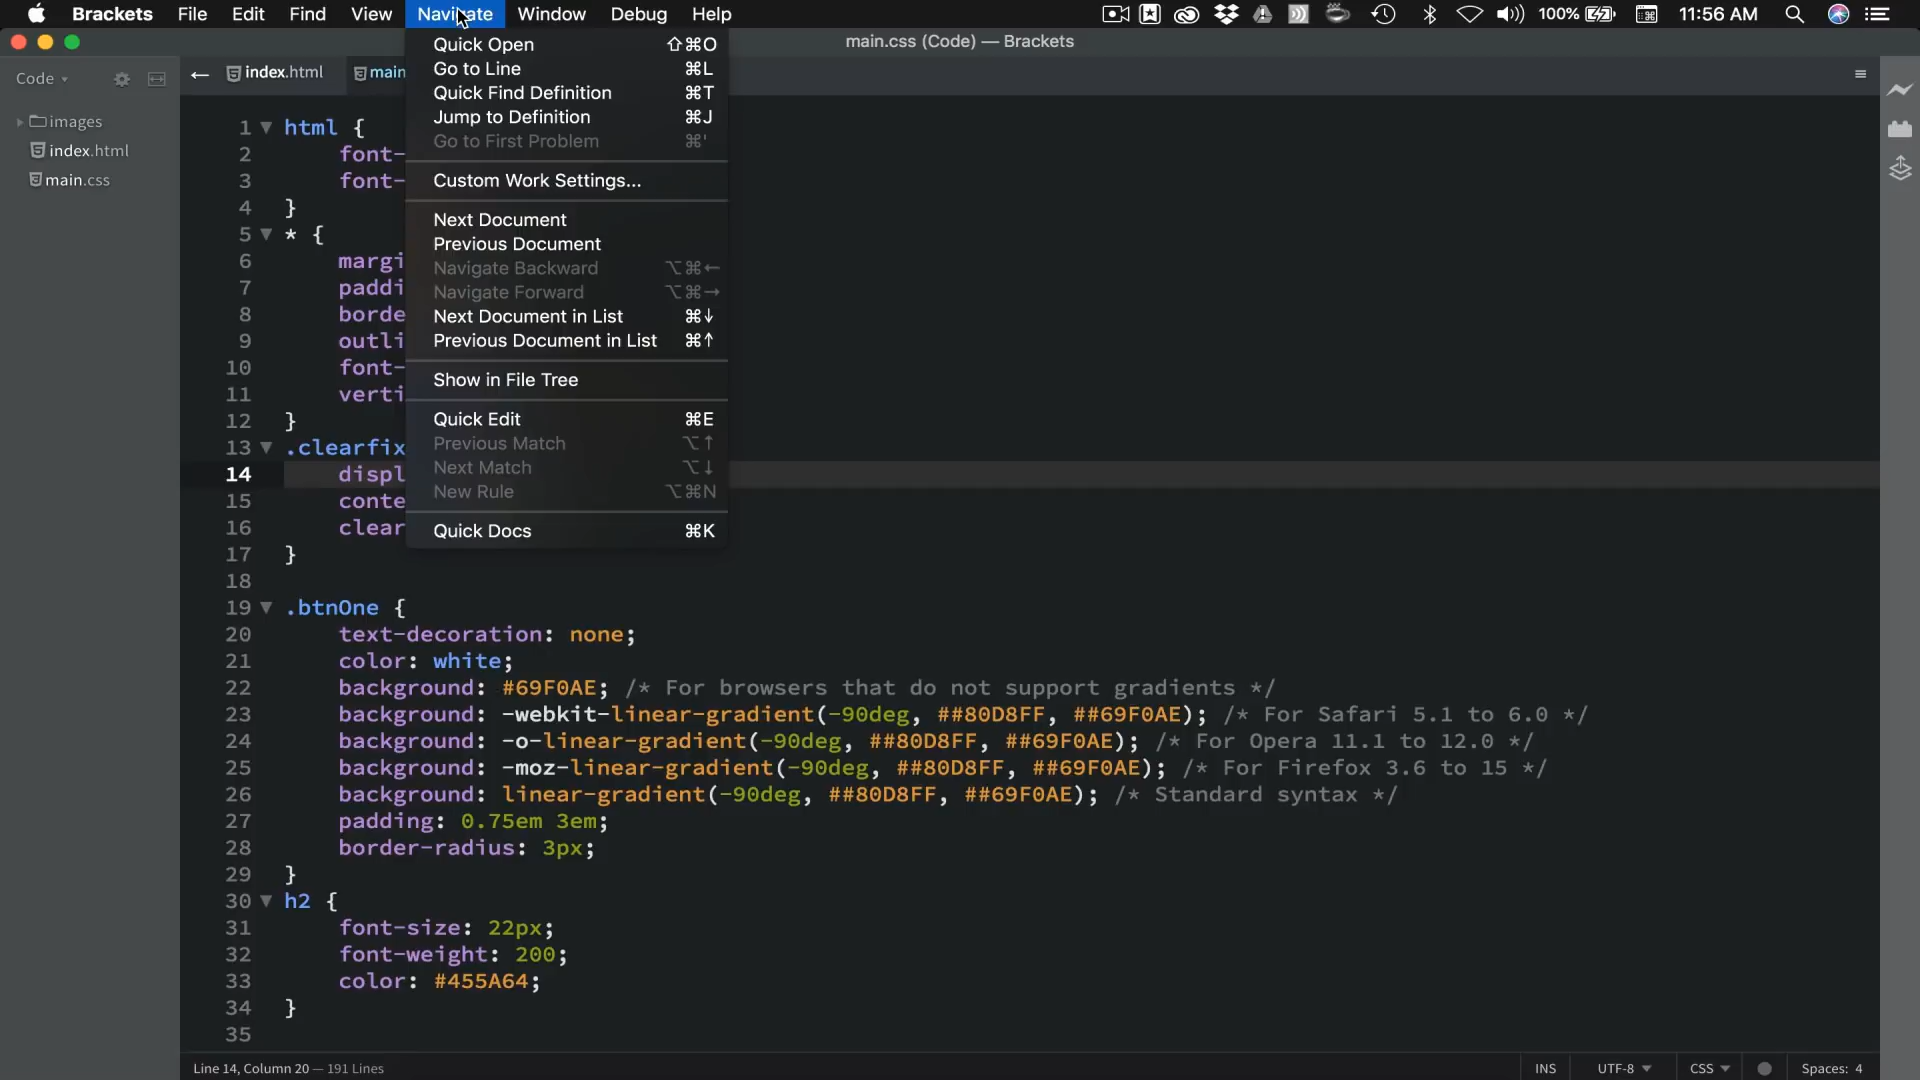 Brackets File Edit Find View Navigate Window Debug Help 100% 11:56 AM
main.css (Code) — Brackets
Code
index.html
main
images
index.html
main.css
Quick Open ⇧⌘O
Go to Line ⌘L
Quick Find Definition ⌘T
Jump to Definition ⌘J
Go to First Problem ⌘'
Custom Work Settings...
Next Document
Previous Document
Navigate Backward ⌥⌘←
Navigate Forward ⌥⌘→
Next Document in List ⌘↓
Previous Document in List ⌘↑
Show in File Tree
Quick Edit ⌘E
Previous Match ⌥↑
Next Match ⌥↓
New Rule ⌥⌘N
Quick Docs ⌘K
1 html {
2 font-
3 font-
4 }
5 * {
6 margi
7 paddi
8 borde
9 outli
10 font-
11 verti
12 }
13 .clearfix
14 displ
15 conte
16 clear
17 }
18
19 .btnOne {
20 text-decoration: none;
21 color: white;
22 background: #69F0AE; /* For browsers that do not support gradients */
23 background: -webkit-linear-gradient(-90deg, ##80D8FF, ##69F0AE); /* For Safari 5.1 to 6.0 */
24 background: -o-linear-gradient(-90deg, ##80D8FF, ##69F0AE); /* For Opera 11.1 to 12.0 */
25 background: -moz-linear-gradient(-90deg, ##80D8FF, ##69F0AE); /* For Firefox 3.6 to 15 */
26 background: linear-gradient(-90deg, ##80D8FF, ##69F0AE); /* Standard syntax */
27 padding: 0.75em 3em;
28 border-radius: 3px;
29 }
30 h2 {
31 font-size: 22px;
32 font-weight: 200;
33 color: #455A64;
34 }
35
Line 14, Column 20 — 191 Lines
INS UTF-8 CSS Spaces: 4